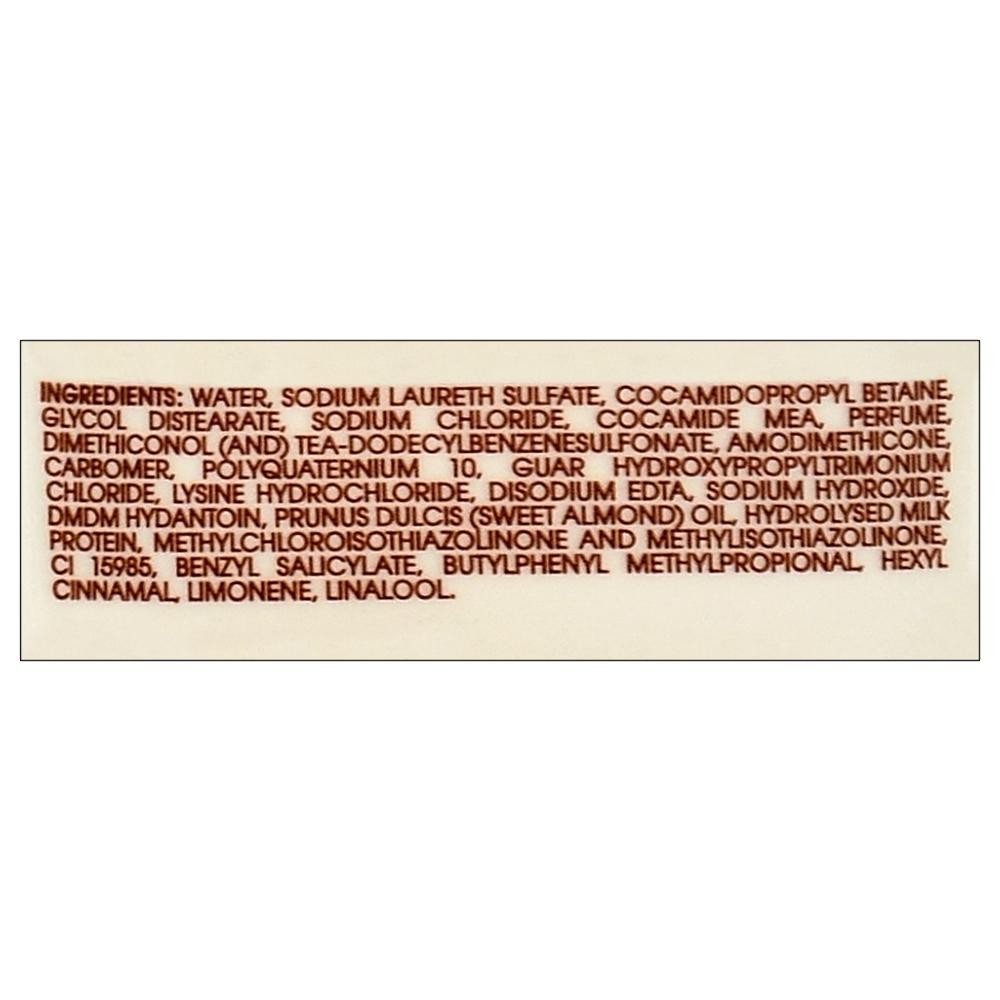 INGREDIENTS: WATER, SODIUM LAURETH SULFATE, COCAMIDOPROPYL BETAINE,
GLYCOL DISTEARATE, SODIUM CHLORIDE, COCAMIDE MEA, PERFUME,
DIMETHICONOL (AND) TEA-DODECYLBENZENESULFONATE, AMODIMETHICONE,
CARBOMER, POLYQUATERNIUM 10, GUAR HYDROXYPROPYLTRIMONIUM
CHLORIDE, LYSINE HYDROCHLORIDE, DISODIUM EDTA, SODIUM HYDROXIDE,
DMDM HYDANTOIN, PRUNUS DULCIS (SWEET ALMOND) OIL, HYDROLYSED MILK
PROTEIN, METHYLCHLOROISOTHIAZOLINONE AND METHYLISOTHIAZOLINONE,
CI 15985, BENZYL SALICYLATE, BUTYLPHENYL METHYLPROPIONAL, HEXYL
CINNAMAL, LIMONENE, LINALOOL.